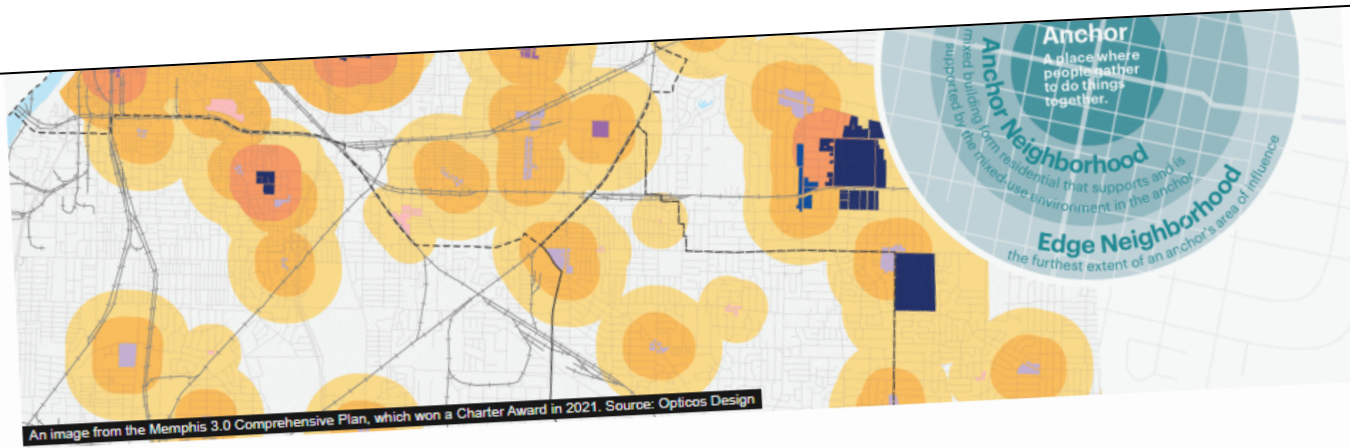 Anchor
A place where
people gather
to do things
together.
Anchor Neighborhood
mixed building form residential that supports and is
supported by the mixed-use environment in the anchor
Edge Neighborhood
the furthest extent of an anchor's area of influence
An image from the Memphis 3.0 Comprehensive Plan, which won a Charter Award in 2021. Source: Opticos Design